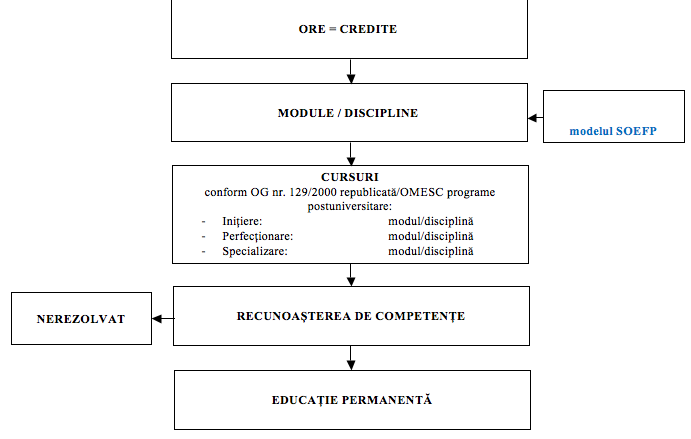 ORE = CREDITE
MODULE / DISCIPLINE
modelul SOEFP
CURSURI
conform OG nr. 129/2000 republicată/OMESC programe
postuniversitare:
- Inițiere: modul/disciplină
- Perfecționare: modul/disciplină
- Specializare: modul/disciplină
NEREZOLVAT
RECUNOAȘTEREA DE COMPETENȚE
EDUCAȚIE PERMANENTĂ